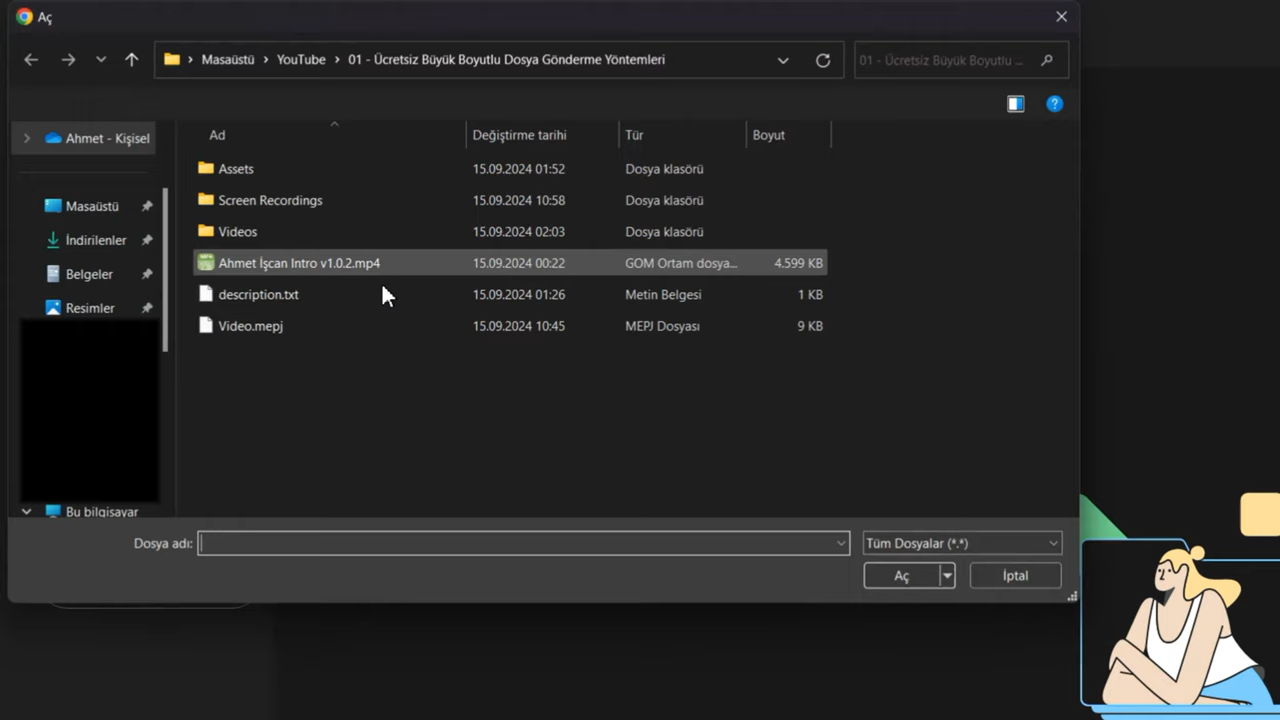 Aç
Masaüstü YouTube 01 - Ücretsiz Büyük Boyutlu Dosya Gönderme Yöntemleri
01 - Ücretsiz Büyük Boyutlu ...
Ahmet - Kişisel
Masaüstü
İndirilenler
Belgeler
Resimler
Bu bilgisayar
Ad Değiştirme tarihi Tür Boyut
Assets 15.09.2024 01:52 Dosya klasörü
Screen Recordings 15.09.2024 10:58 Dosya klasörü
Videos 15.09.2024 02:03 Dosya klasörü
Ahmet İşcan Intro v1.0.2.mp4 15.09.2024 00:22 GOM Ortam dosya... 4.599 KB
description.txt 15.09.2024 01:26 Metin Belgesi 1 KB
Video.mepj 15.09.2024 10:45 MEPJ Dosyası 9 KB
Dosya adı:
Tüm Dosyalar (*.*)
Aç
İptal